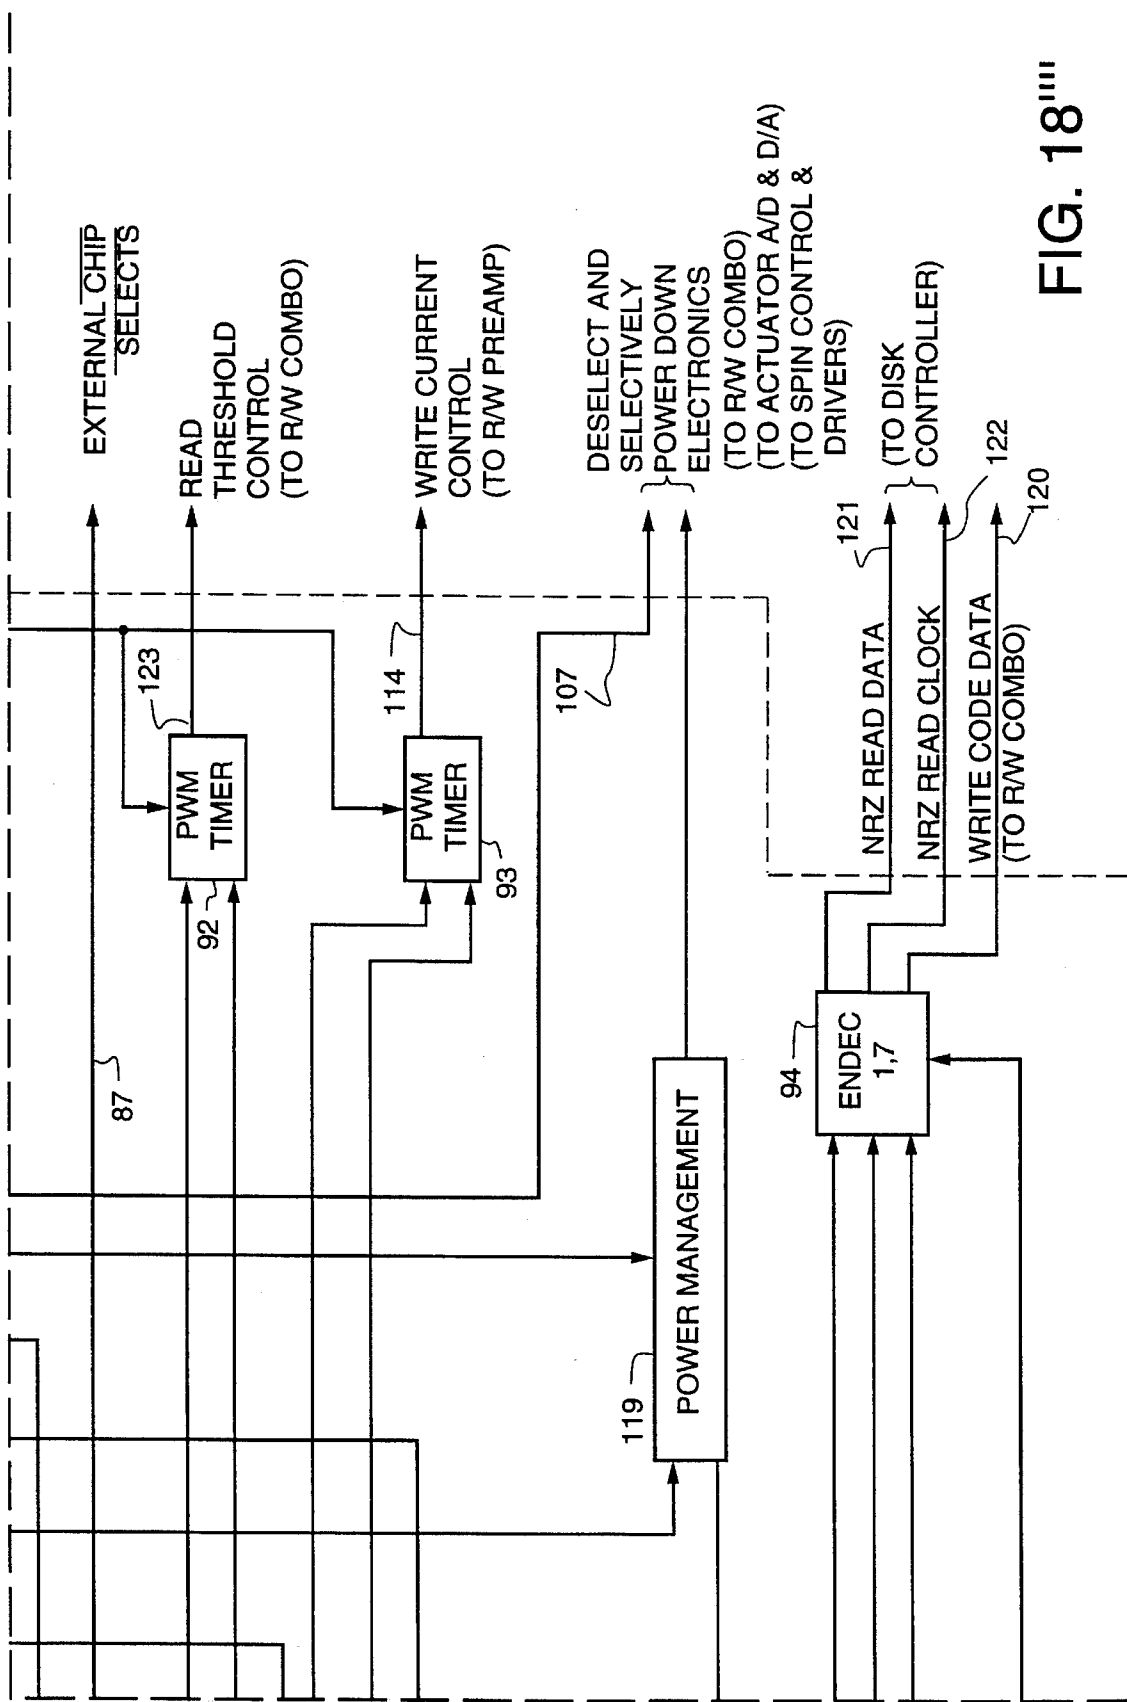 EXTERNAL CHIP
SELECTS
87
READ
THRESHOLD
CONTROL
(TO R/W COMBO)
123
PWM
TIMER
92
WRITE CURRENT
CONTROL
(TO R/W PREAMP)
114
PWM
TIMER
93
DESELECT AND
SELECTIVELY
POWER DOWN
ELECTRONICS
(TO R/W COMBO)
(TO ACTUATOR A/D & D/A)
(TO SPIN CONTROL &
DRIVERS)
107
POWER MANAGEMENT
119
ENDEC
1,7
94
NRZ READ DATA
121
(TO DISK
CONTROLLER)
NRZ READ CLOCK
122
WRITE CODE DATA
(TO R/W COMBO)
120
FIG. 18''''